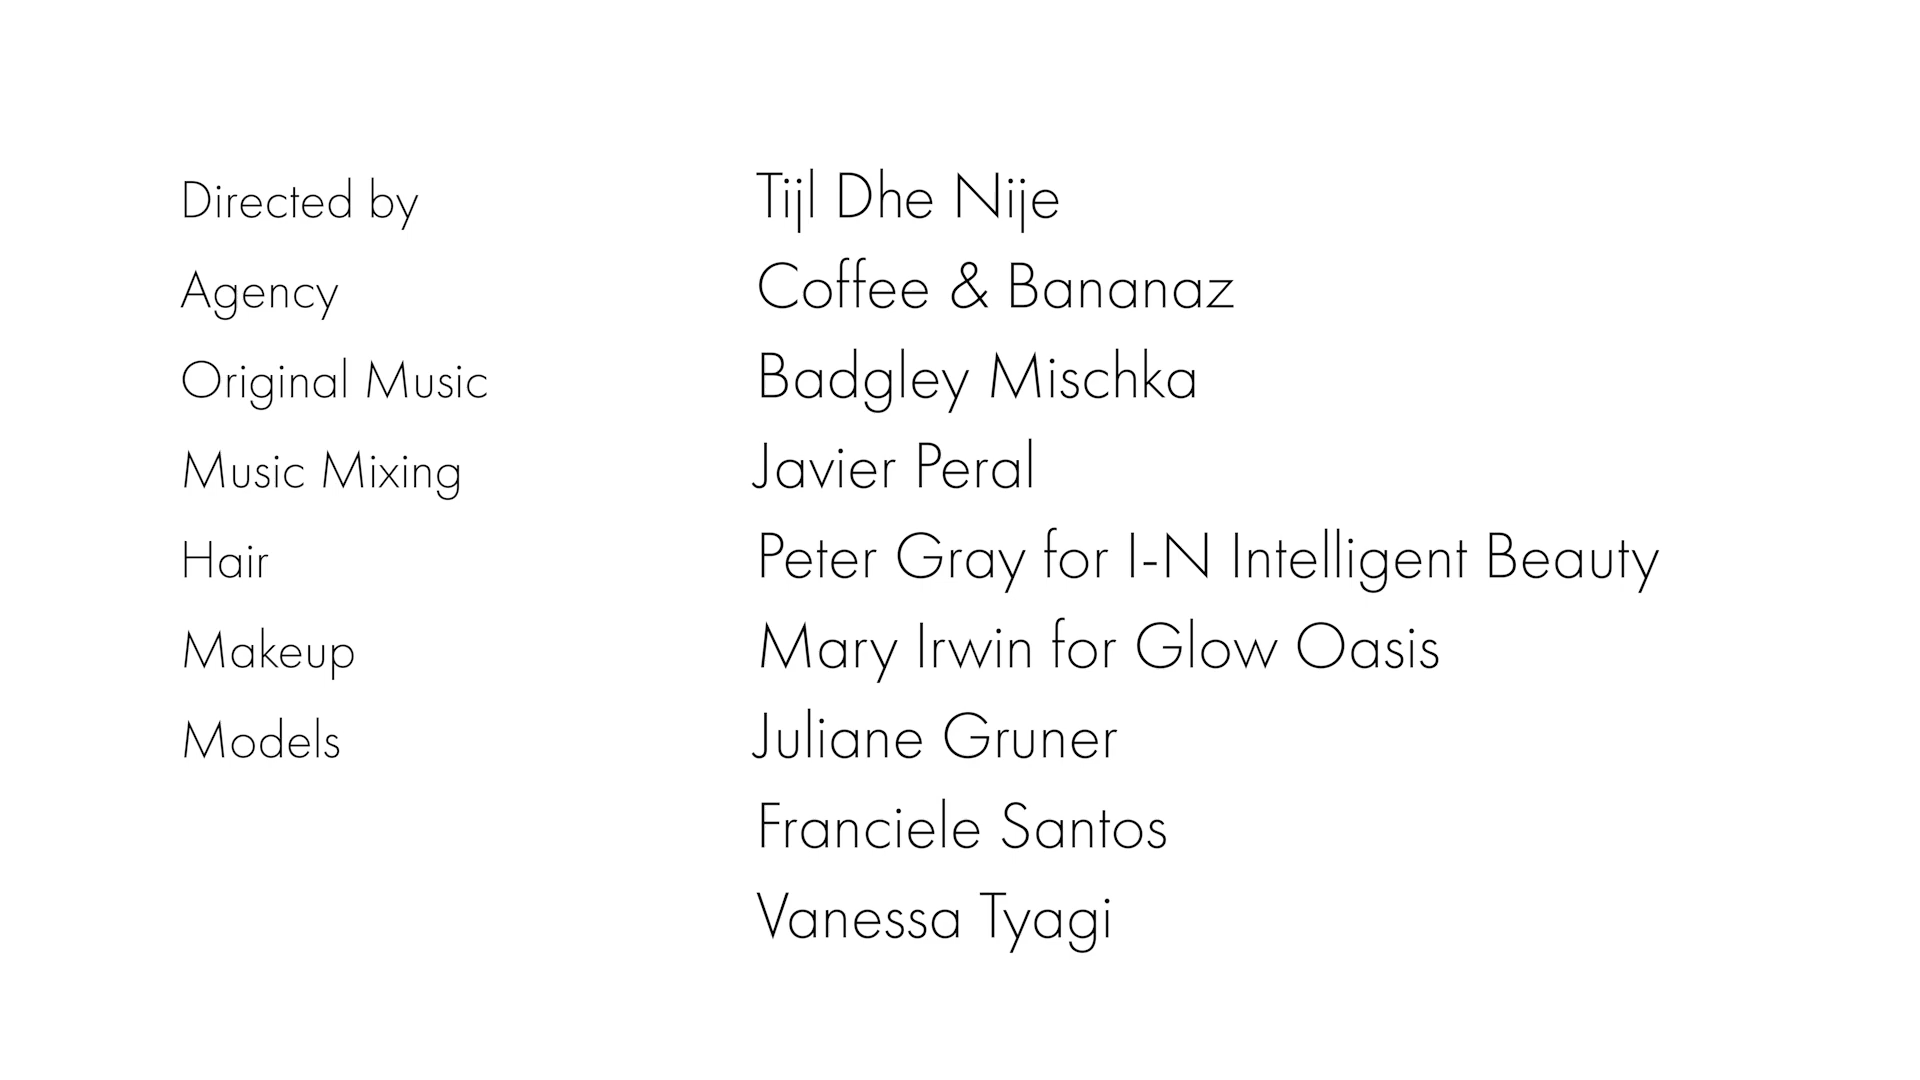 Directed by Tijl Dhe Nije
Agency Coffee & Bananaz
Original Music Badgley Mischka
Music Mixing Javier Peral
Hair Peter Gray for I-N Intelligent Beauty
Makeup Mary Irwin for Glow Oasis
Models Juliane Gruner
Franciele Santos
Vanessa Tyagi